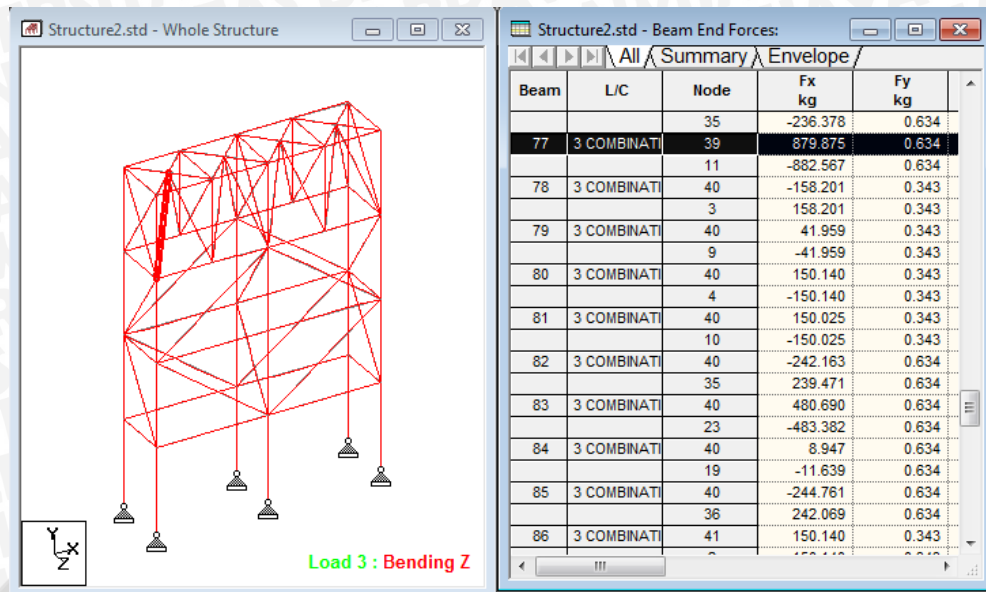 Structure2.std - Whole Structure
Load 3 : Bending Z
Y
X
Z
Structure2.std - Beam End Forces:
All Summary Envelope
Beam L/C Node Fx kg Fy kg
35 -236.378 0.634
77 3 COMBINATI 39 879.875 0.634
11 -882.567 0.634
78 3 COMBINATI 40 -158.201 0.343
3 158.201 0.343
79 3 COMBINATI 40 41.959 0.343
9 -41.959 0.343
80 3 COMBINATI 40 150.140 0.343
4 -150.140 0.343
81 3 COMBINATI 40 150.025 0.343
10 -150.025 0.343
82 3 COMBINATI 40 -242.163 0.634
35 239.471 0.634
83 3 COMBINATI 40 480.690 0.634
23 -483.382 0.634
84 3 COMBINATI 40 8.947 0.634
19 -11.639 0.634
85 3 COMBINATI 40 -244.761 0.634
36 242.069 0.634
86 3 COMBINATI 41 150.140 0.343